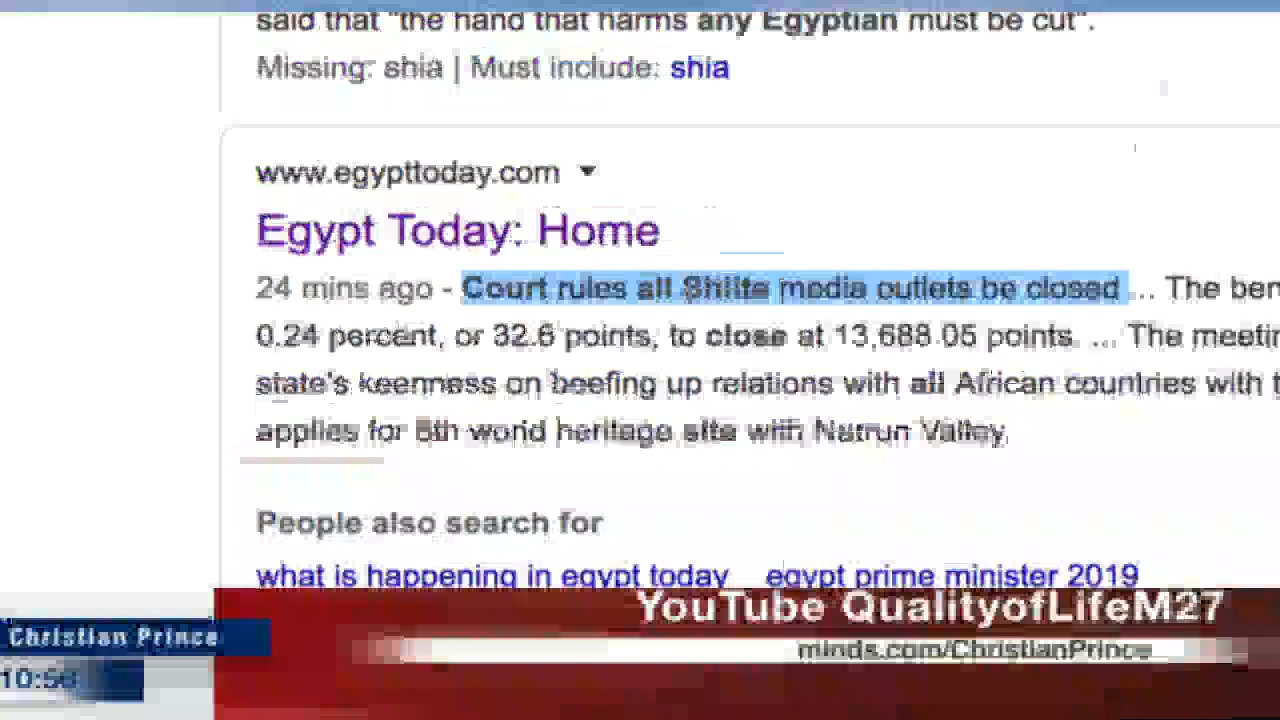 said that "the hand that harms any Egyptian must be cut".
Missing: shia | Must include: shia
www.egypttoday.com
Egypt Today: Home
24 mins ago - Court rules all Shiite media outlets be closed ... The ben
0.24 percent, or 32.6 points, to close at 13,688.05 points. ... The meetin
state's keenness on beefing up relations with all African countries with t
applies for 8th world heritage site with Natrun Valley.
People also search for
what is happening in egypt today egypt prime minister 2019
YouTube QualityofLifeM27
Christian Prince
minds.com/ChristianPrince